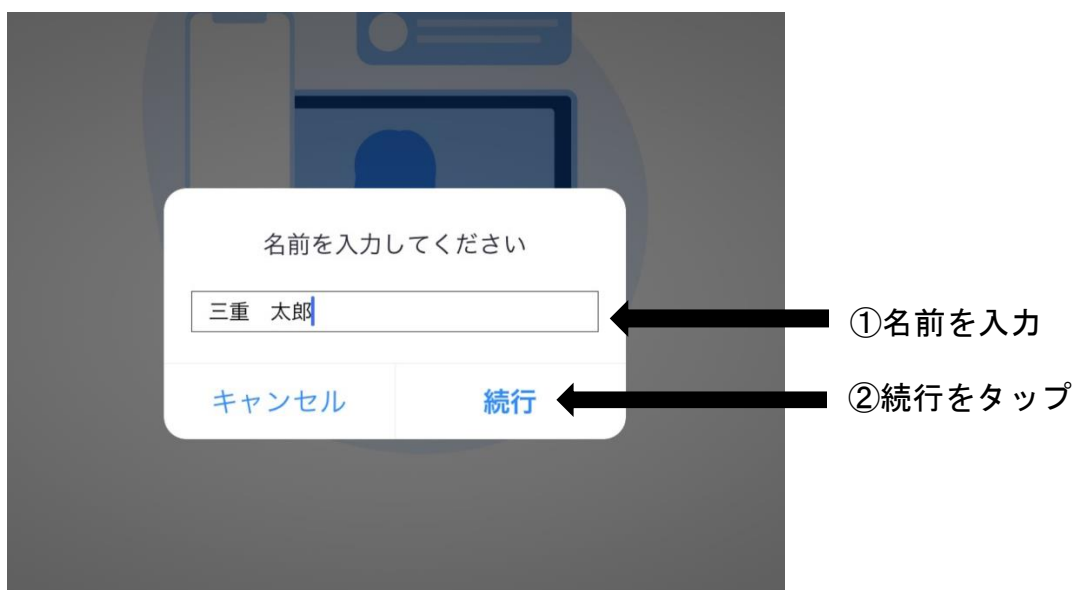 名前を入力してください
三重　太郎
①名前を入力
キャンセル
続行
②続行をタップ